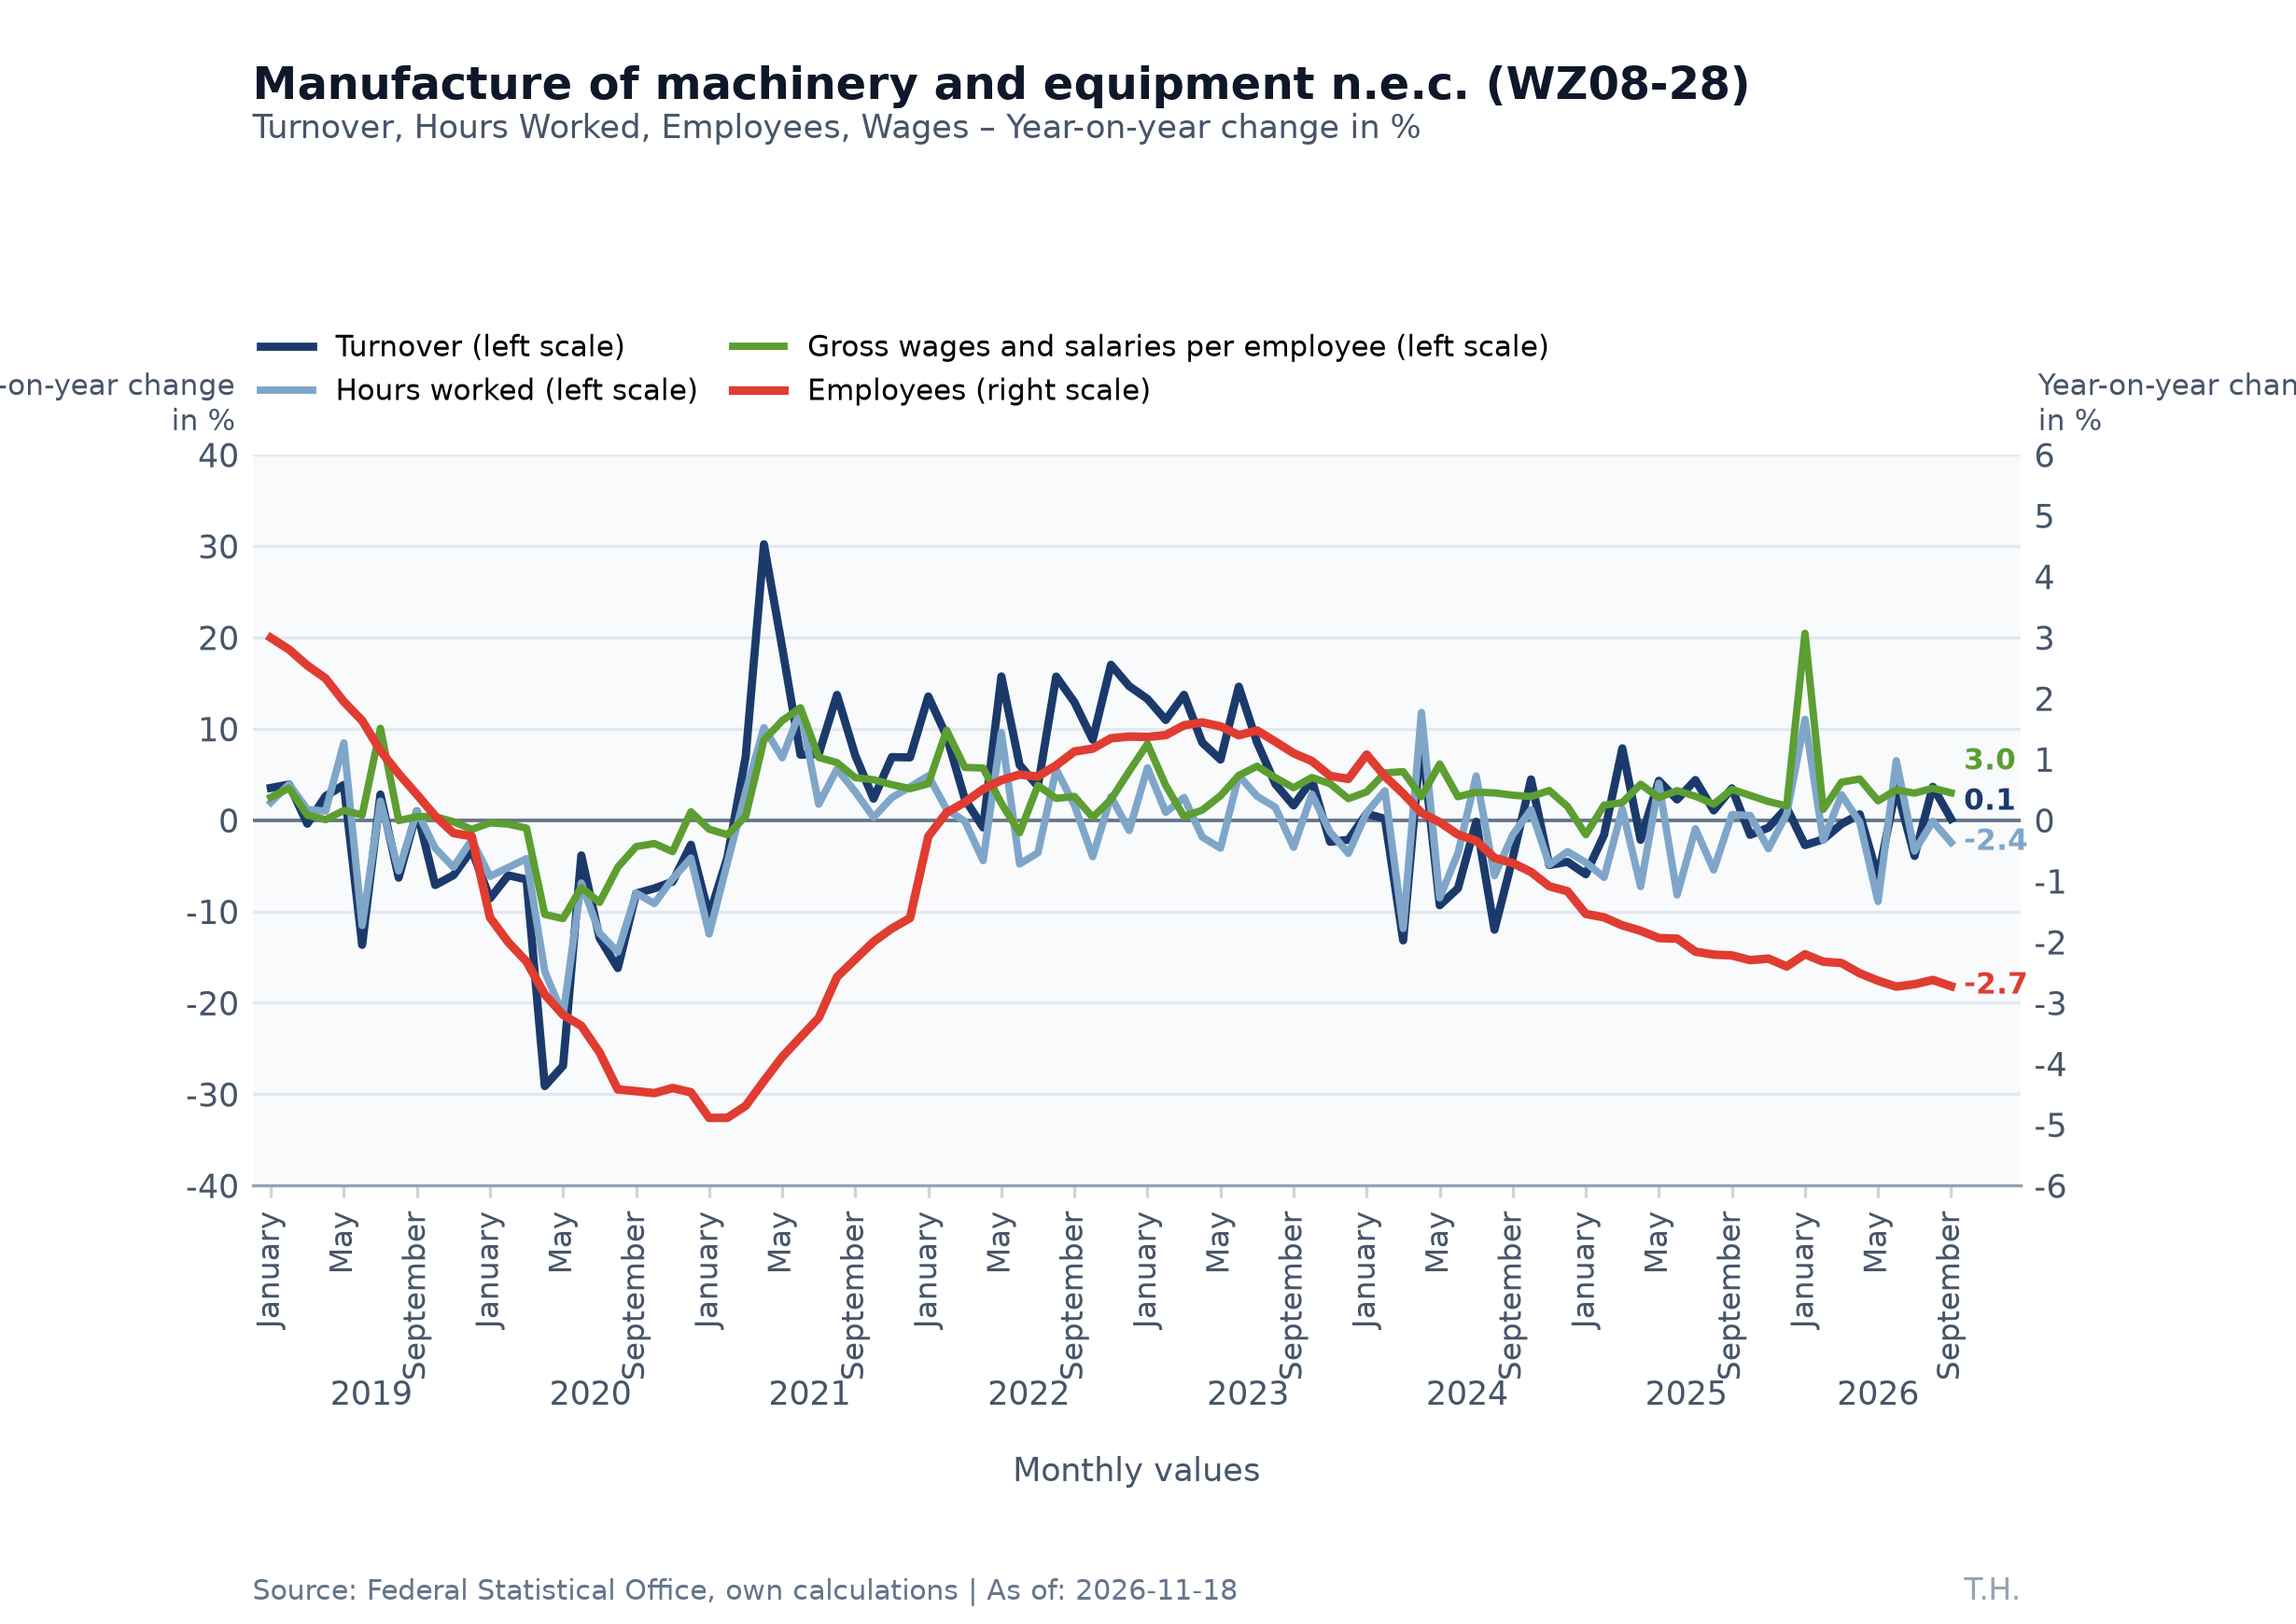 Manufacture of machinery and equipment n.e.c. (WZ08-28)
Turnover, Hours Worked, Employees, Wages – Year-on-year change in %
Turnover (left scale)
Gross wages and salaries per employee (left scale)
Hours worked (left scale)
Employees (right scale)
-on-year change
in %
Year-on-year chan
in %
40
30
20
10
0
-10
-20
-30
-40
6
5
4
3
2
1
0
-1
-2
-3
-4
-5
-6
3.0
0.1
-2.4
-2.7
January
May
September
January
May
September
January
May
September
January
May
September
January
May
September
January
May
September
January
May
September
January
May
September
2019
2020
2021
2022
2023
2024
2025
2026
Monthly values
Source: Federal Statistical Office, own calculations | As of: 2026-11-18
T.H.